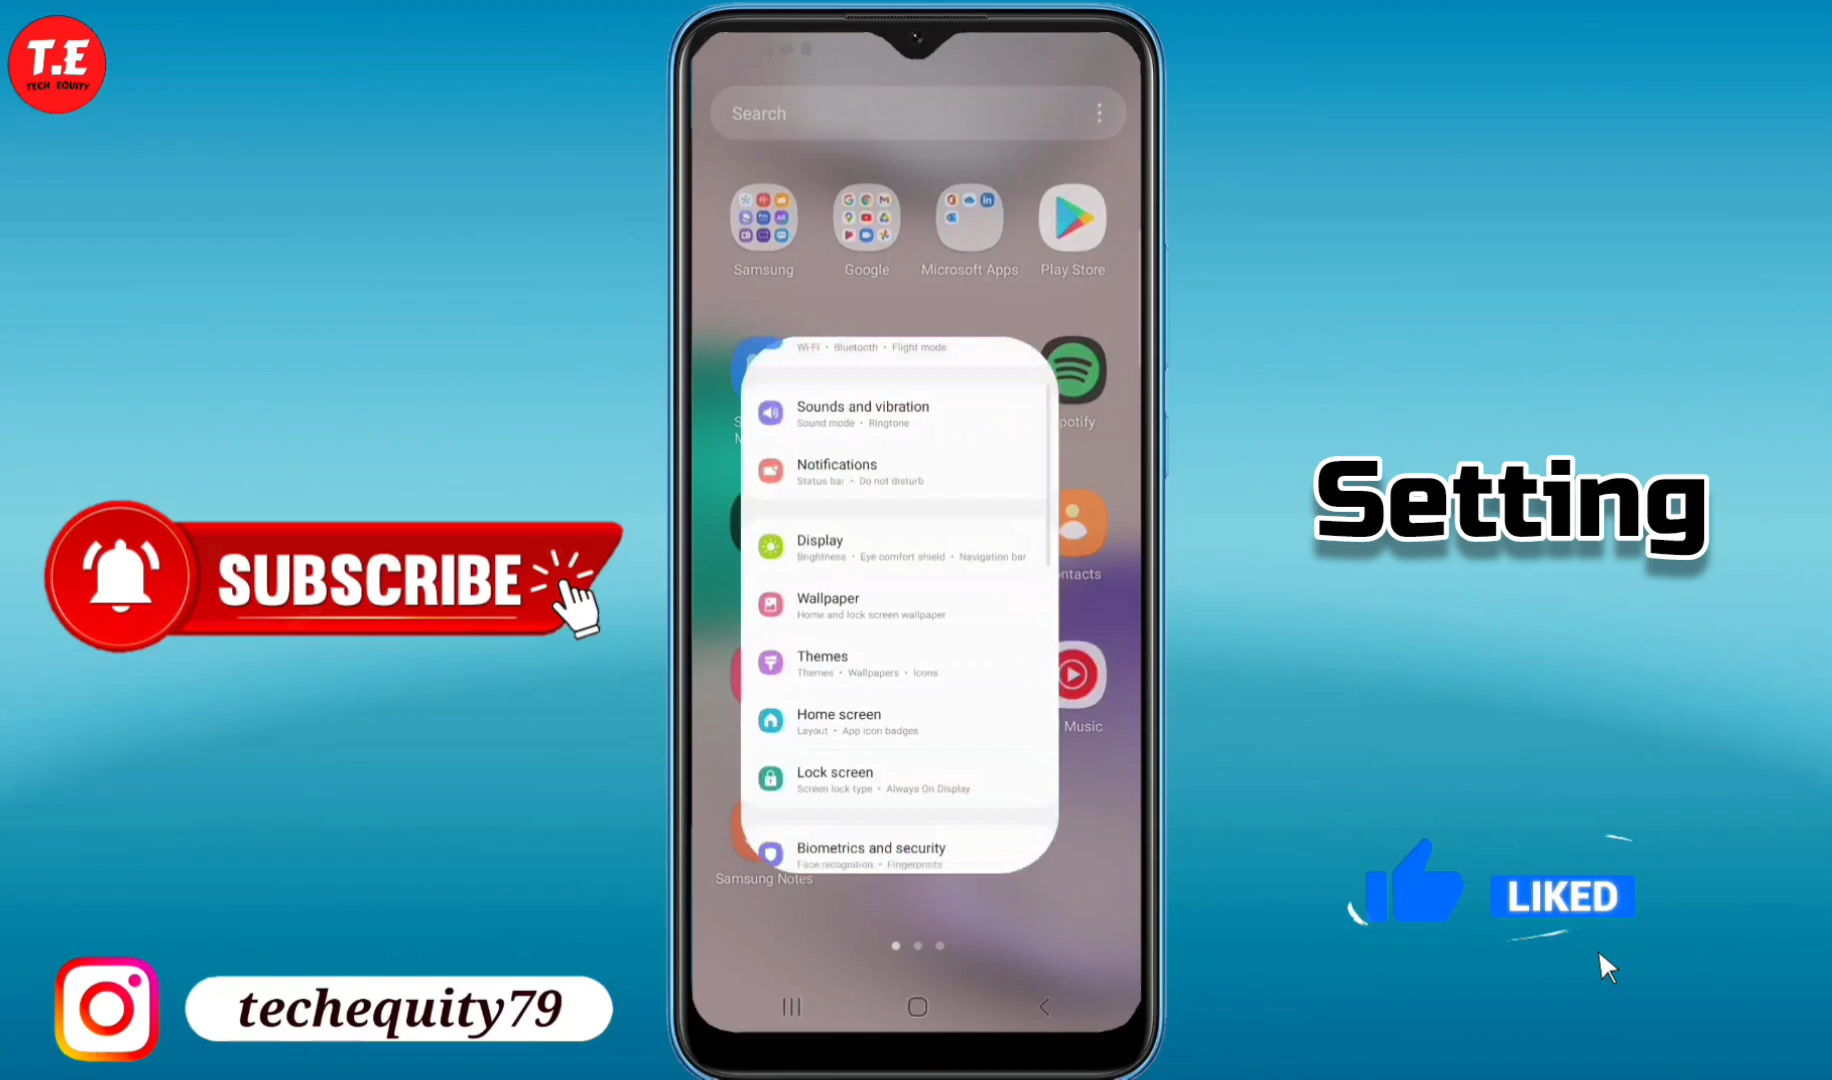 T.E
TECH EQUITY
Search
Samsung
Google
Microsoft Apps
Play Store
Wi-Fi • Bluetooth • Flight mode
Sounds and vibration
Sound mode • Ringtone
Notifications
Status bar • Do not disturb
Display
Brightness • Eye comfort shield • Navigation bar
Wallpaper
Home and lock screen wallpaper
Themes
Themes • Wallpapers • Icons
Home screen
Layout • App icon badges
Lock screen
Screen lock type • Always On Display
Biometrics and security
Face recognition • Fingerprints
S
M
potify
ntacts
Music
Samsung Notes
Setting
SUBSCRIBE
LIKED
techequity79